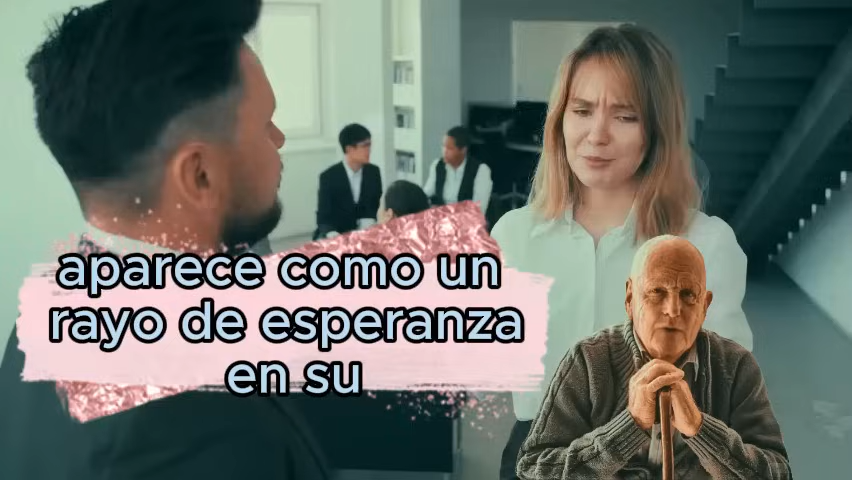 aparece como un
rayo de esperanza
en su